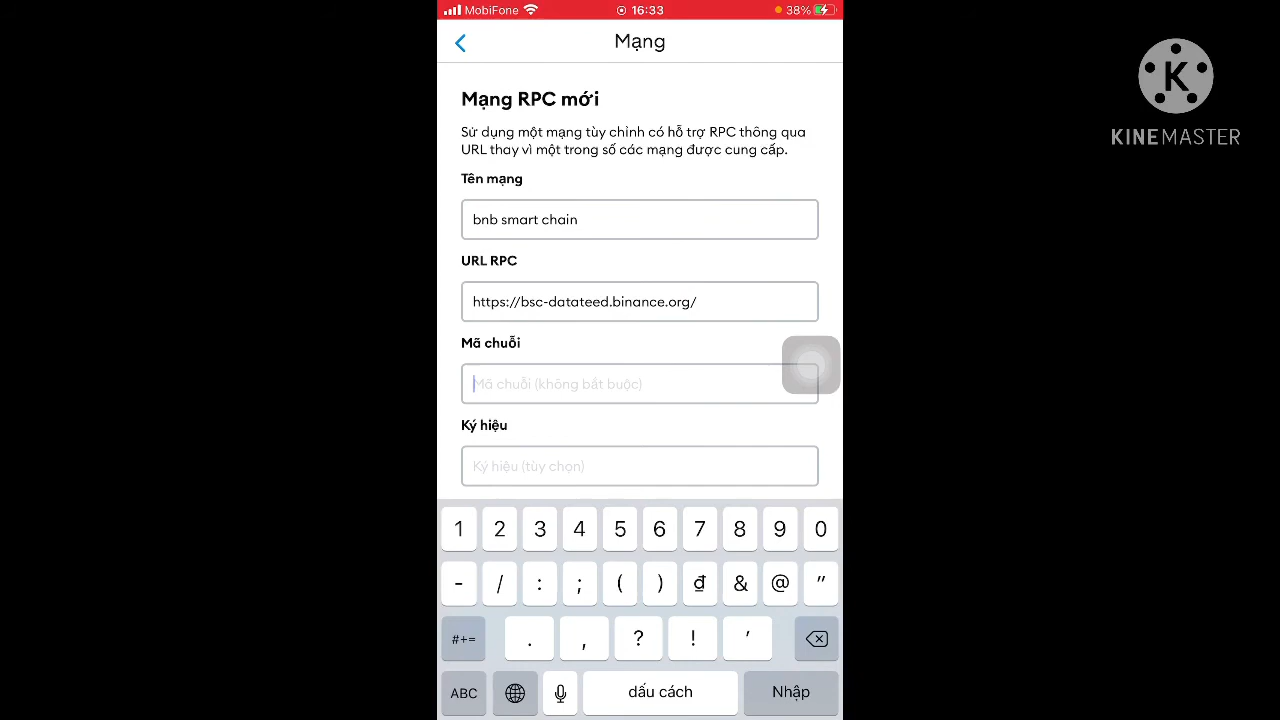 MobiFone 16:33 38%
Mạng
Mạng RPC mới
Sử dụng một mạng tùy chỉnh có hỗ trợ RPC thông qua
URL thay vì một trong số các mạng được cung cấp.
Tên mạng
bnb smart chain
URL RPC
https://bsc-datateed.binance.org/
Mã chuỗi
Mã chuỗi (không bắt buộc)
Ký hiệu
Ký hiệu (tùy chọn)
1 2 3 4 5 6 7 8 9 0
- / : ; ( ) đ & @ "
#+= . , ? ! '
ABC dấu cách Nhập
K
KINEMASTER